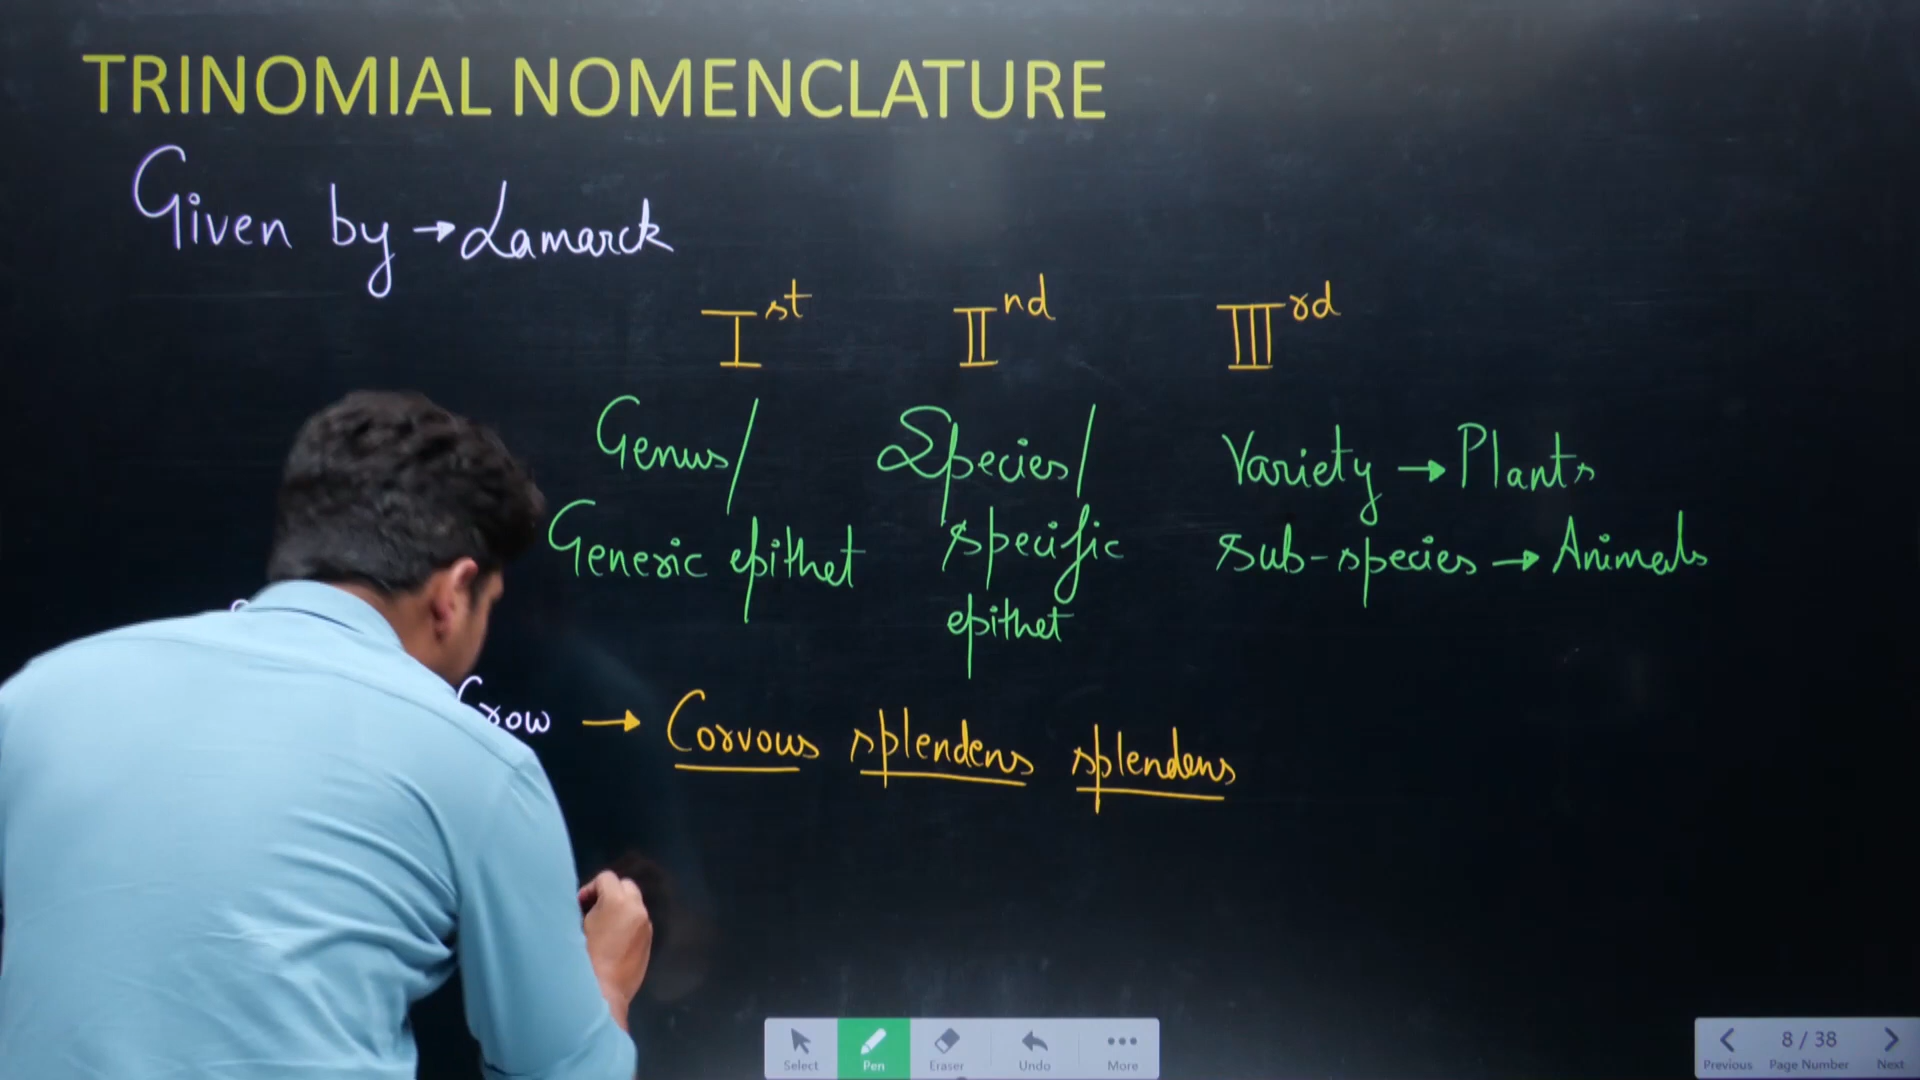 TRINOMIAL NOMENCLATURE
Given by → Lamarck
Ist IInd IIIrd
Genus/ Species/ Variety → Plants
Generic epithet specific sub-species → Animals
epithet
Crow → Corvous splendens splendens
Select Pen Eraser Undo More
8 / 38
Previous Page Number Next